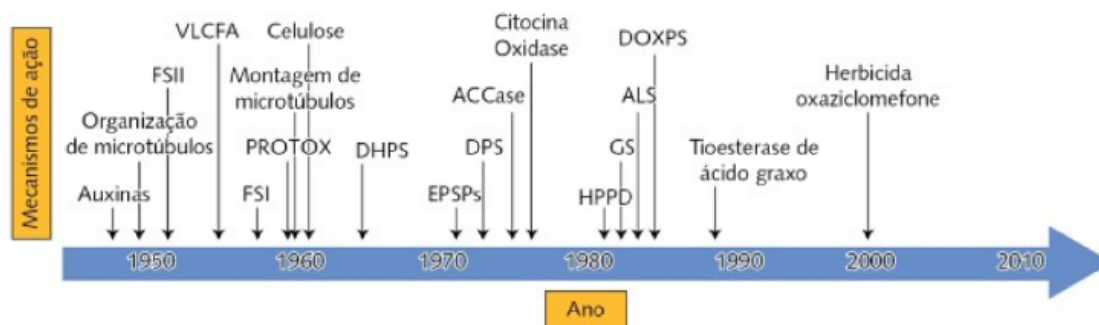 Mecanismos de ação
Auxinas
Organização
de microtúbulos
FSII
VLCFA
FSI
PROTOX
Montagem de
microtúbulos
Celulose
DHPS
EPSPs
DPS
ACCase
Citocina
Oxidase
HPPD
GS
ALS
DOXPS
Tioesterase de
ácido graxo
Herbicida
oxaziclomefone
1950
1960
1970
1980
1990
2000
2010
Ano